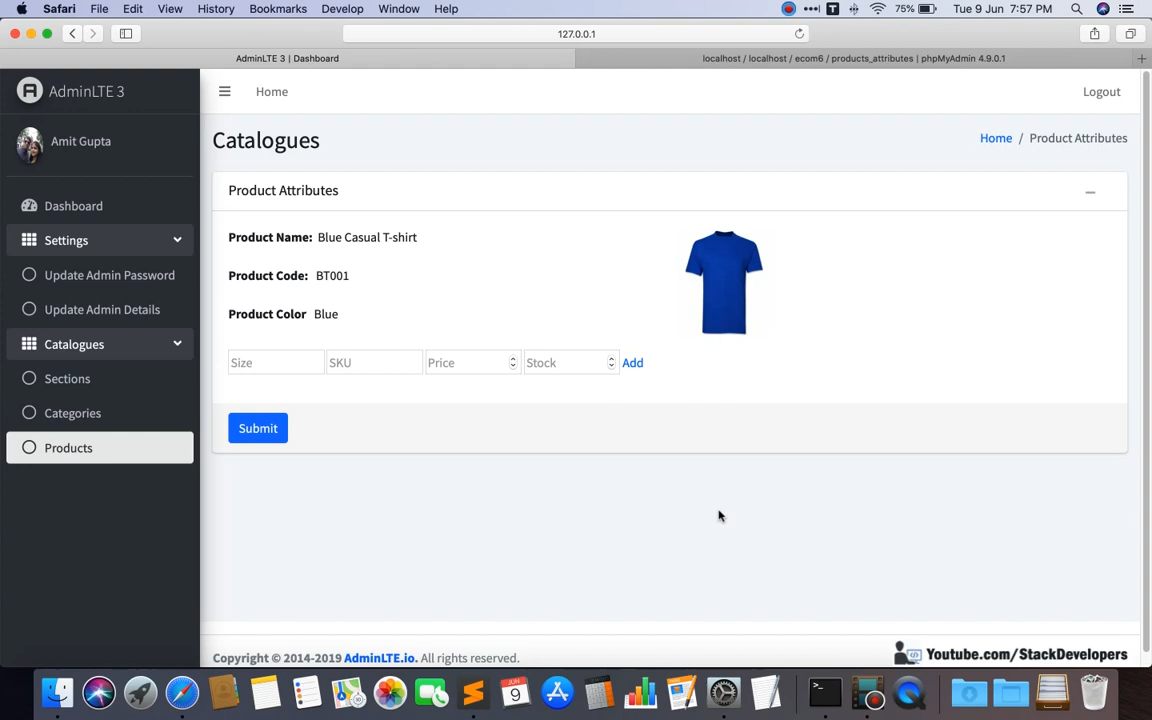 Safari File Edit View History Bookmarks Develop Window Help 75% Tue 9 Jun 7:57 PM
127.0.0.1
AdminLTE 3 | Dashboard localhost / localhost / ecom6 / products_attributes | phpMyAdmin 4.9.0.1
A AdminLTE 3 Home Logout
Amit Gupta
Catalogues Home / Product Attributes
Product Attributes
Dashboard
Settings
Update Admin Password
Update Admin Details
Catalogues
Sections
Categories
Products
Product Name: Blue Casual T-shirt
Product Code: BT001
Product Color Blue
Size SKU Price Stock Add
Submit
Copyright © 2014-2019 AdminLTE.io. All rights reserved.
Youtube.com/StackDevelopers
JUN
9